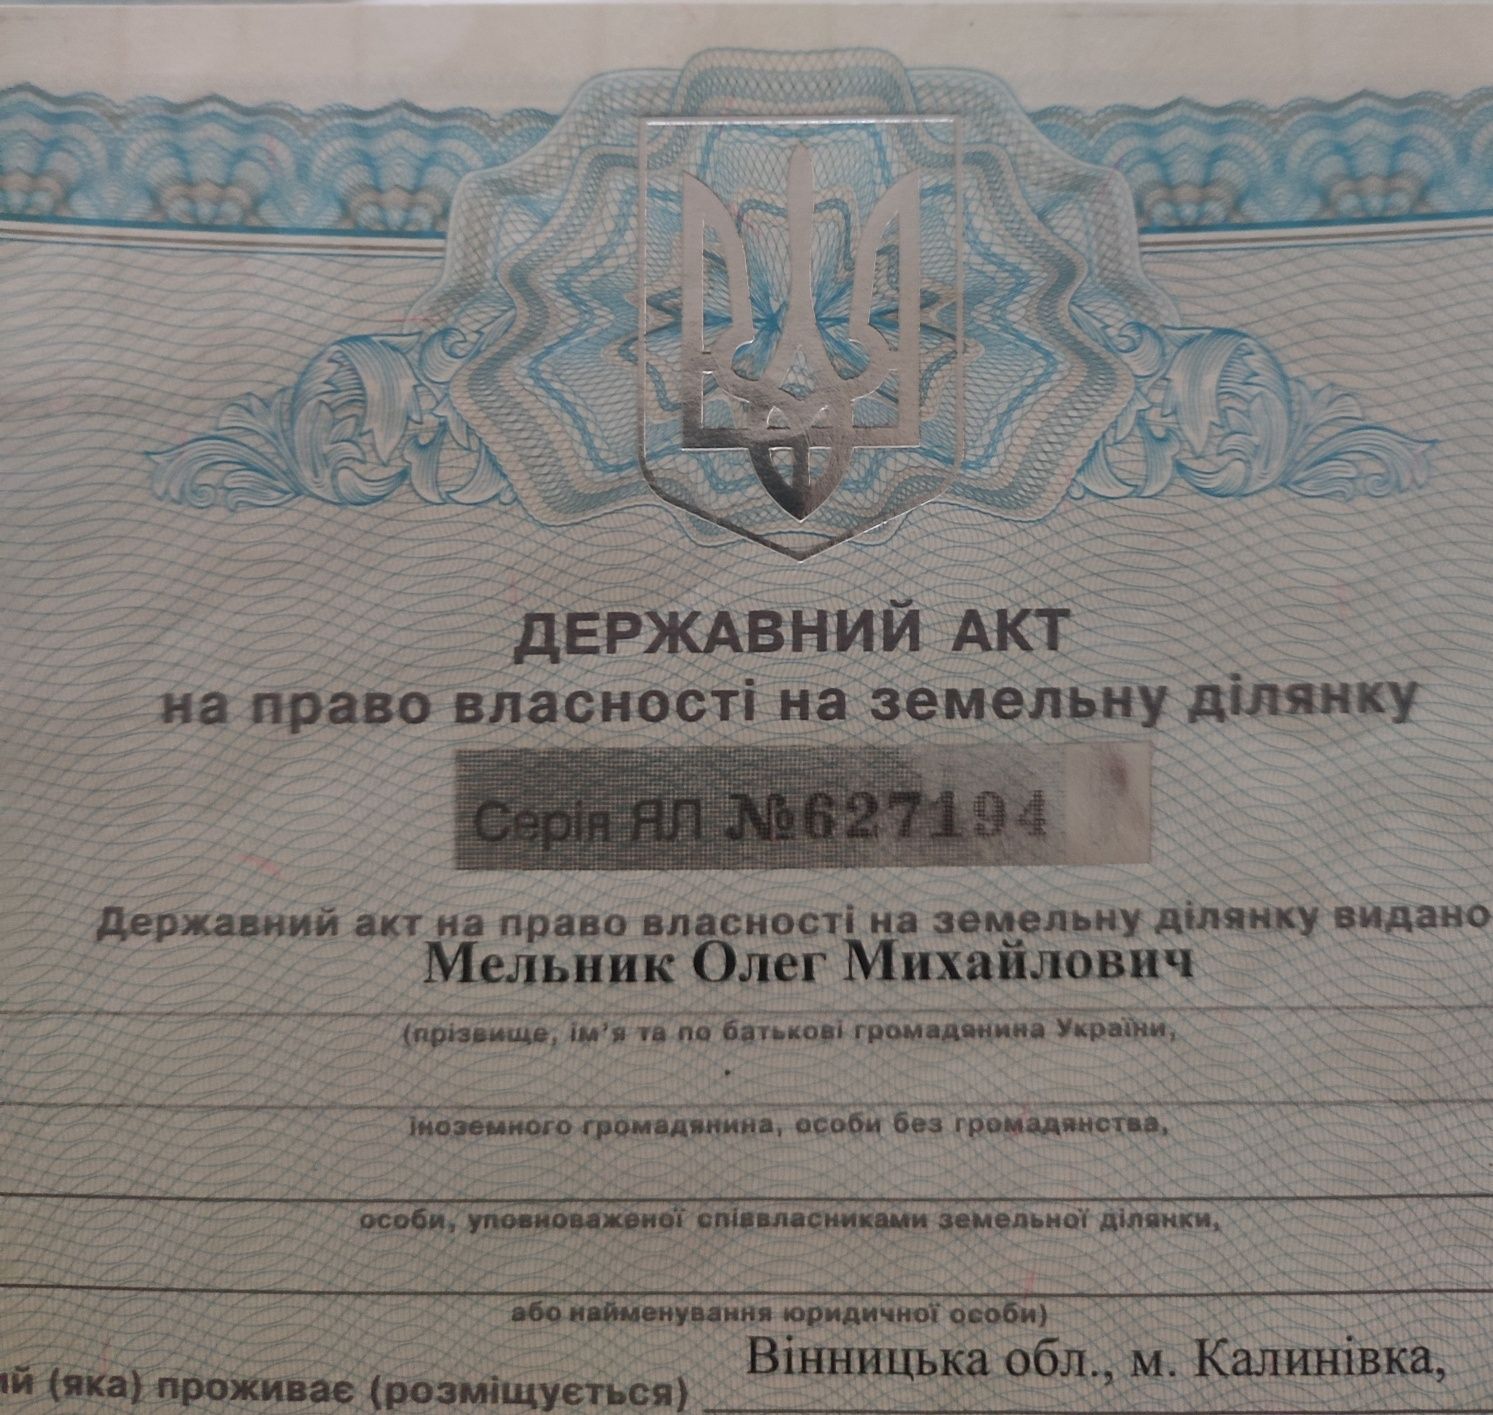 ДЕРЖАВНИЙ АКТ
на право власності на земельну ділянку
Серія ЯЛ №627194
Державний акт на право власності на земельну ділянку видано
Мельник Олег Михайлович
(прізвище, ім'я та по батькові громадянина України,
іноземного громадянина, особи без громадянства,
особи, уповноваженої співвласниками земельної ділянки,
або найменування юридичної особи)
Вінницька обл., м. Калинівка,
ий (яка) проживає (розміщується)